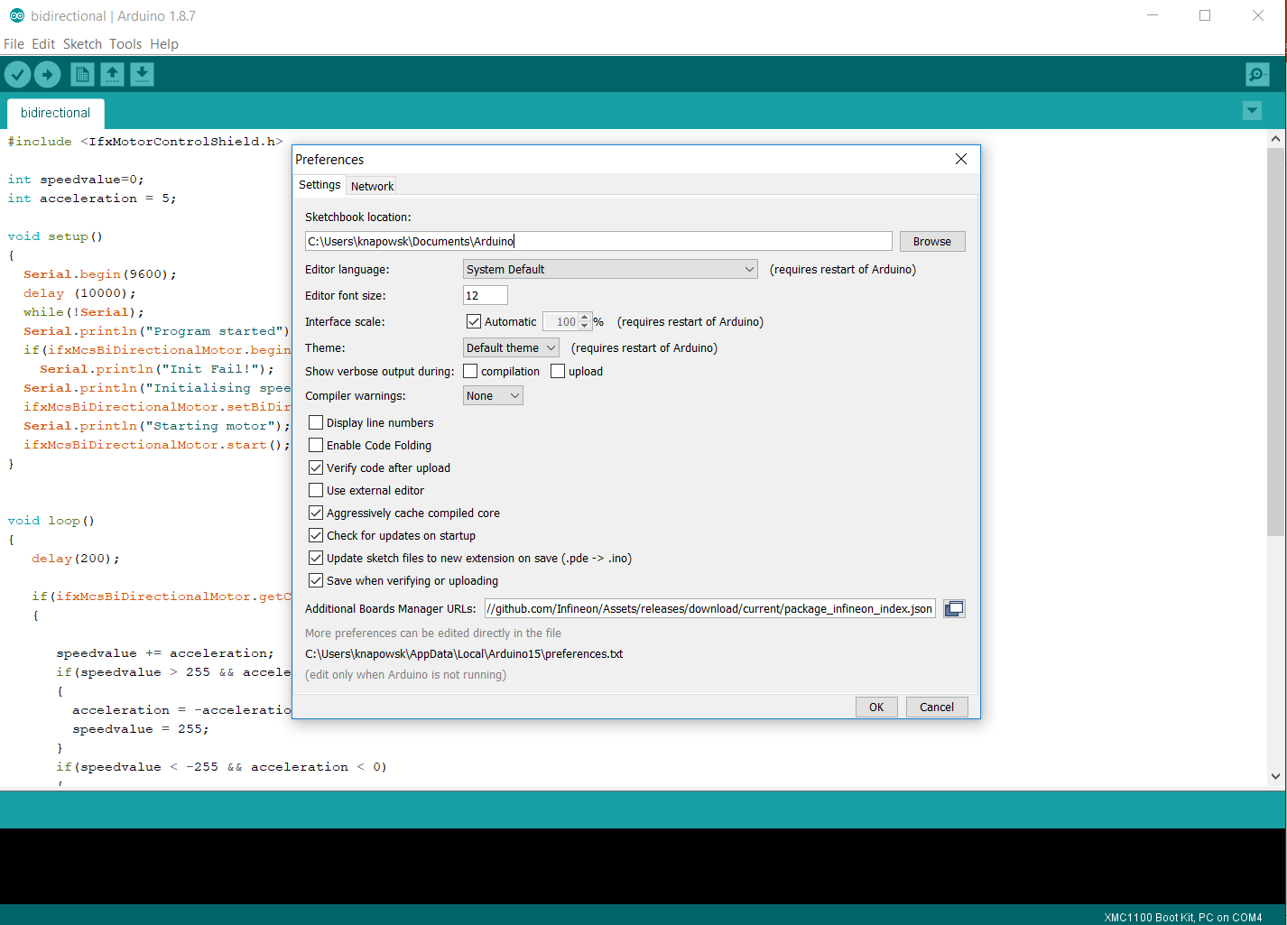 bidirectional | Arduino 1.8.7
File Edit Sketch Tools Help
bidirectional
#include <IfxMotorControlShield.h>
int speedvalue=0;
int acceleration = 5;
void setup()
{
Serial.begin(9600);
delay (10000);
while(!Serial);
Serial.println("Program started")
if(ifxMcsBiDirectionalMotor.begin
Serial.println("Init Fail!");
Serial.println("Initialising spee
ifxMcsBiDirectionalMotor.setBiDir
Serial.println("Starting motor");
ifxMcsBiDirectionalMotor.start();
}
void loop()
{
delay(200);
if(ifxMcsBiDirectionalMotor.getC
{
speedvalue += acceleration;
if(speedvalue > 255 && accele
{
acceleration = -acceleratio
speedvalue = 255;
}
if(speedvalue < -255 && acceleration < 0)
{
Preferences
Settings Network
Sketchbook location:
C:\Users\knapowsk\Documents\Arduino
Browse
Editor language: System Default (requires restart of Arduino)
Editor font size: 12
Interface scale: Automatic 100 % (requires restart of Arduino)
Theme: Default theme (requires restart of Arduino)
Show verbose output during: compilation upload
Compiler warnings: None
Display line numbers
Enable Code Folding
Verify code after upload
Use external editor
Aggressively cache compiled core
Check for updates on startup
Update sketch files to new extension on save (.pde -> .ino)
Save when verifying or uploading
Additional Boards Manager URLs: //github.com/Infineon/Assets/releases/download/current/package_infineon_index.json
More preferences can be edited directly in the file
C:\Users\knapowsk\AppData\Local\Arduino15\preferences.txt
(edit only when Arduino is not running)
OK Cancel
XMC1100 Boot Kit, PC on COM4